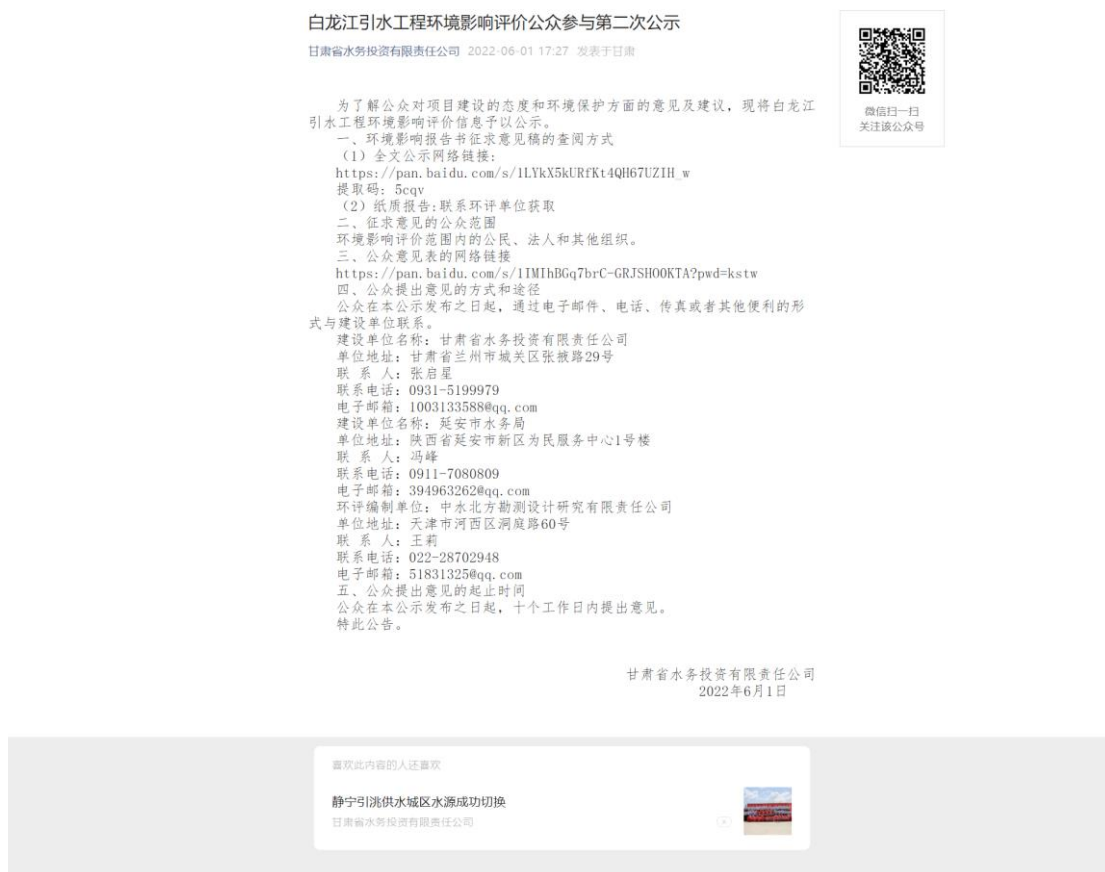 白龙江引水工程环境影响评价公众参与第二次公示
甘肃省水务投资有限责任公司 2022-06-01 17:27 发表于甘肃
微信扫一扫
关注该公众号
为了解公众对项目建设的态度和环境保护方面的意见及建议，现将白龙江
引水工程环境影响评价信息予以公示。
一、环境影响报告书征求意见稿的查阅方式
（1）全文公示网络链接:
https://pan.baidu.com/s/1LYkX5kURfKt4QH67UZIH_w
提取码: 5cqv
（2）纸质报告:联系环评单位获取
二、征求意见的公众范围
环境影响评价范围内的公民、法人和其他组织。
三、公众意见表的网络链接
https://pan.baidu.com/s/1IMIhBGq7brC-GRJSHOOKTA?pwd=kstw
四、公众提出意见的方式和途径
公众在本公示发布之日起，通过电子邮件、电话、传真或者其他便利的形
式与建设单位联系。
建设单位名称：甘肃省水务投资有限责任公司
单位地址：甘肃省兰州市城关区张掖路29号
联 系 人：张启星
联系电话：0931-5199979
电子邮箱：1003133588@qq.com
建设单位名称：延安市水务局
单位地址：陕西省延安市新区为民服务中心1号楼
联 系 人：冯峰
联系电话：0911-7080809
电子邮箱：394963262@qq.com
环评编制单位：中水北方勘测设计研究有限责任公司
单位地址：天津市河西区洞庭路60号
联 系 人：王莉
联系电话：022-28702948
电子邮箱：51831325@qq.com
五、公众提出意见的起止时间
公众在本公示发布之日起，十个工作日内提出意见。
特此公告。
甘肃省水务投资有限责任公司
2022年6月1日
喜欢此内容的人还喜欢
静宁引洮供水城区水源成功切换
甘肃省水务投资有限责任公司